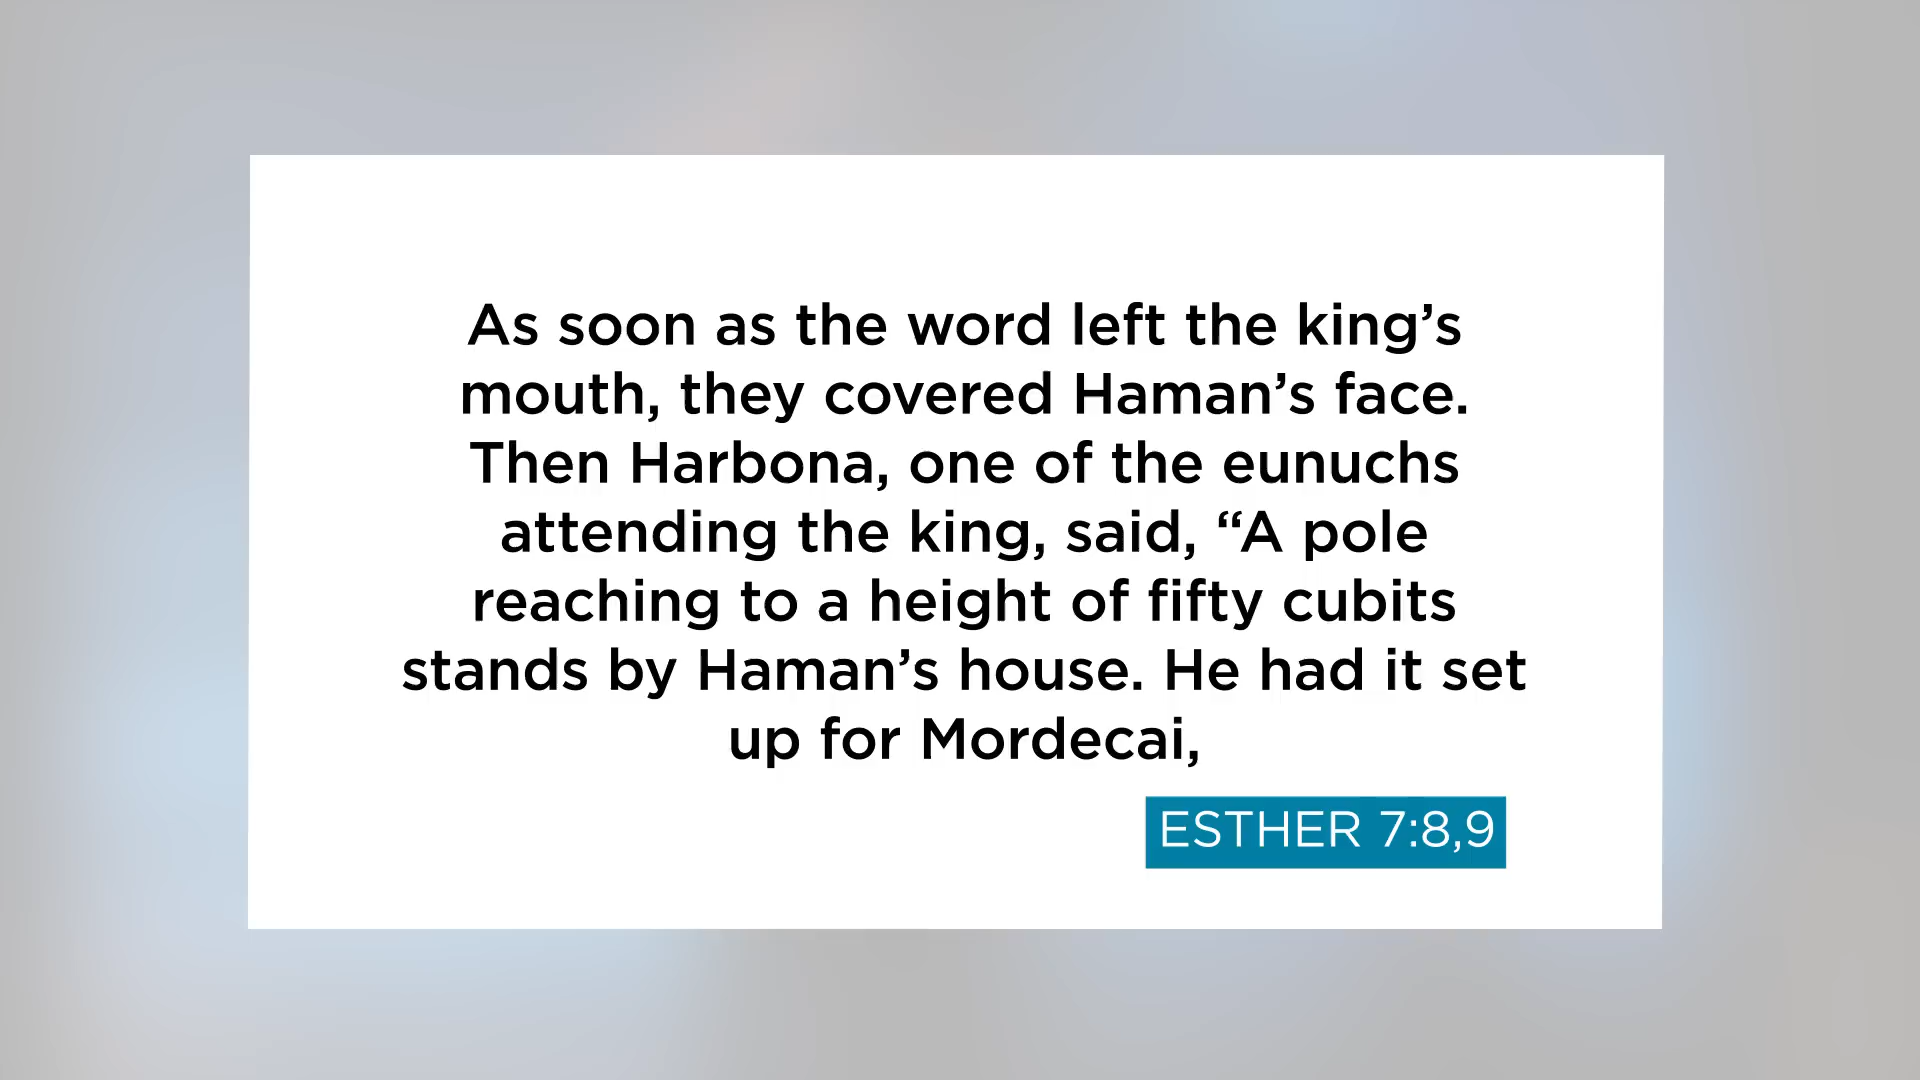 As soon as the word left the king’s
mouth, they covered Haman’s face.
Then Harbona, one of the eunuchs
attending the king, said, “A pole
reaching to a height of fifty cubits
stands by Haman’s house. He had it set
up for Mordecai,
ESTHER 7:8,9